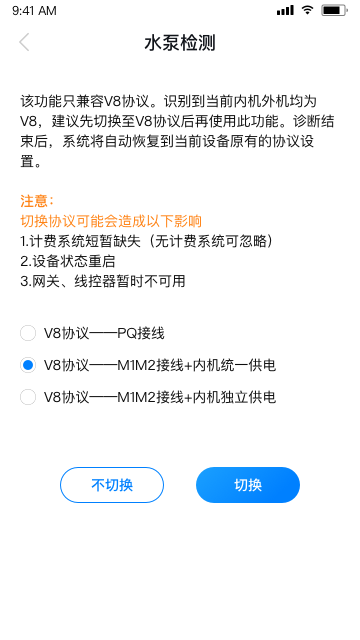 9:41 AM
水泵检测
该功能只兼容V8协议。识别到当前内机外机均为
V8，建议先切换至V8协议后再使用此功能。诊断结
束后，系统将自动恢复到当前设备原有的协议设
置。
注意：
切换协议可能会造成以下影响
1.计费系统短暂缺失（无计费系统可忽略）
2.设备状态重启
3.网关、线控器暂时不可用
V8协议——PQ接线
V8协议——M1M2接线+内机统一供电
V8协议——M1M2接线+内机独立供电
不切换
切换